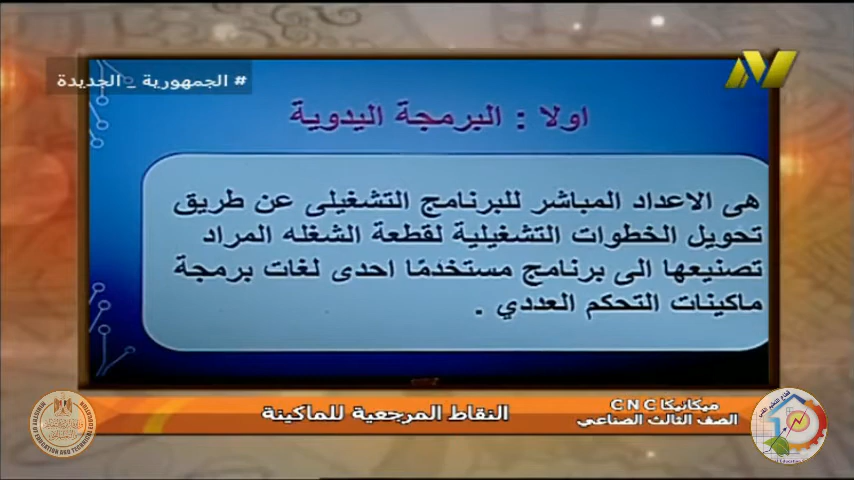 # الجمهورية _ الجديدة
اولا : البرمجة اليدوية
هى الاعداد المباشر للبرنامج التشغيلى عن طريق
تحويل الخطوات التشغيلية لقطعة الشغله المراد
تصنيعها الى برنامج مستخدمًا احدى لغات برمجة
ماكينات التحكم العددي .
ميكانيكا CNC
الصف الثالث الصناعي
النقاط المرجعية للماكينة